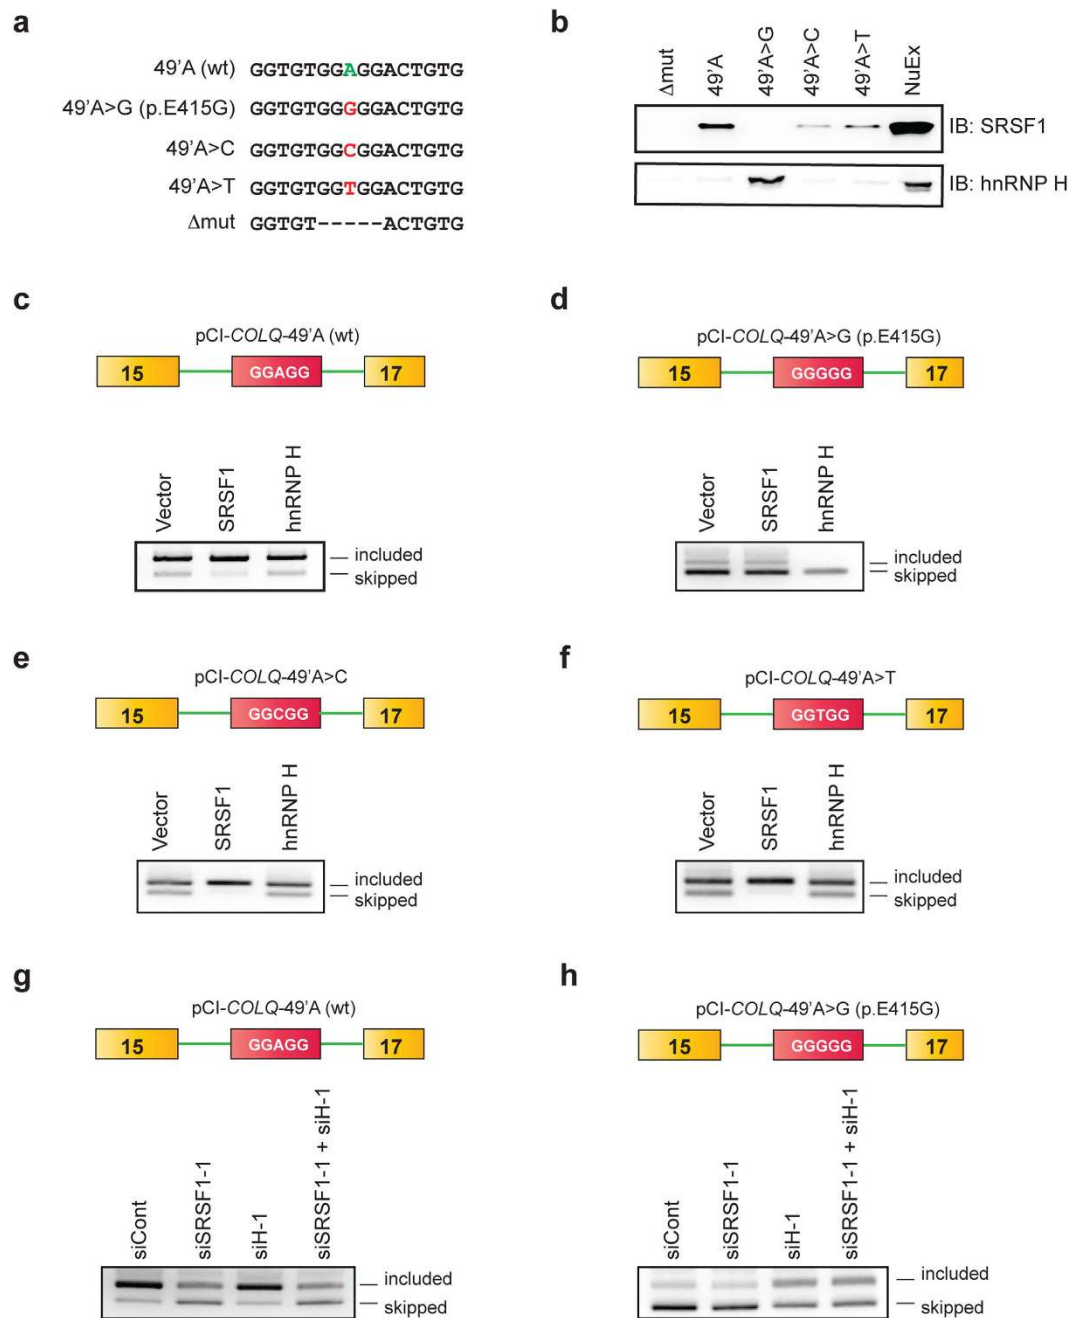 a
49'A (wt) GGTGTGGAGGACTGTG
49'A>G (p.E415G) GGTGTGGGGGACTGTG
49'A>C GGTGTGGCGGACTGTG
49'A>T GGTGTGGTGGACTGTG
Δmut GGTGT-----ACTGTG
b
Δmut 49'A 49'A>G 49'A>C 49'A>T NuEx
IB: SRSF1
IB: hnRNP H
c
pCI-COLQ-49'A (wt)
15 GGAGG 17
Vector SRSF1 hnRNP H
included
skipped
d
pCI-COLQ-49'A>G (p.E415G)
15 GGGGG 17
Vector SRSF1 hnRNP H
included
skipped
e
pCI-COLQ-49'A>C
15 GGCGG 17
Vector SRSF1 hnRNP H
included
skipped
f
pCI-COLQ-49'A>T
15 GGTGG 17
Vector SRSF1 hnRNP H
included
skipped
g
pCI-COLQ-49'A (wt)
15 GGAGG 17
siCont siSRSF1-1 siH-1 siSRSF1-1 + siH-1
included
skipped
h
pCI-COLQ-49'A>G (p.E415G)
15 GGGGG 17
siCont siSRSF1-1 siH-1 siSRSF1-1 + siH-1
included
skipped